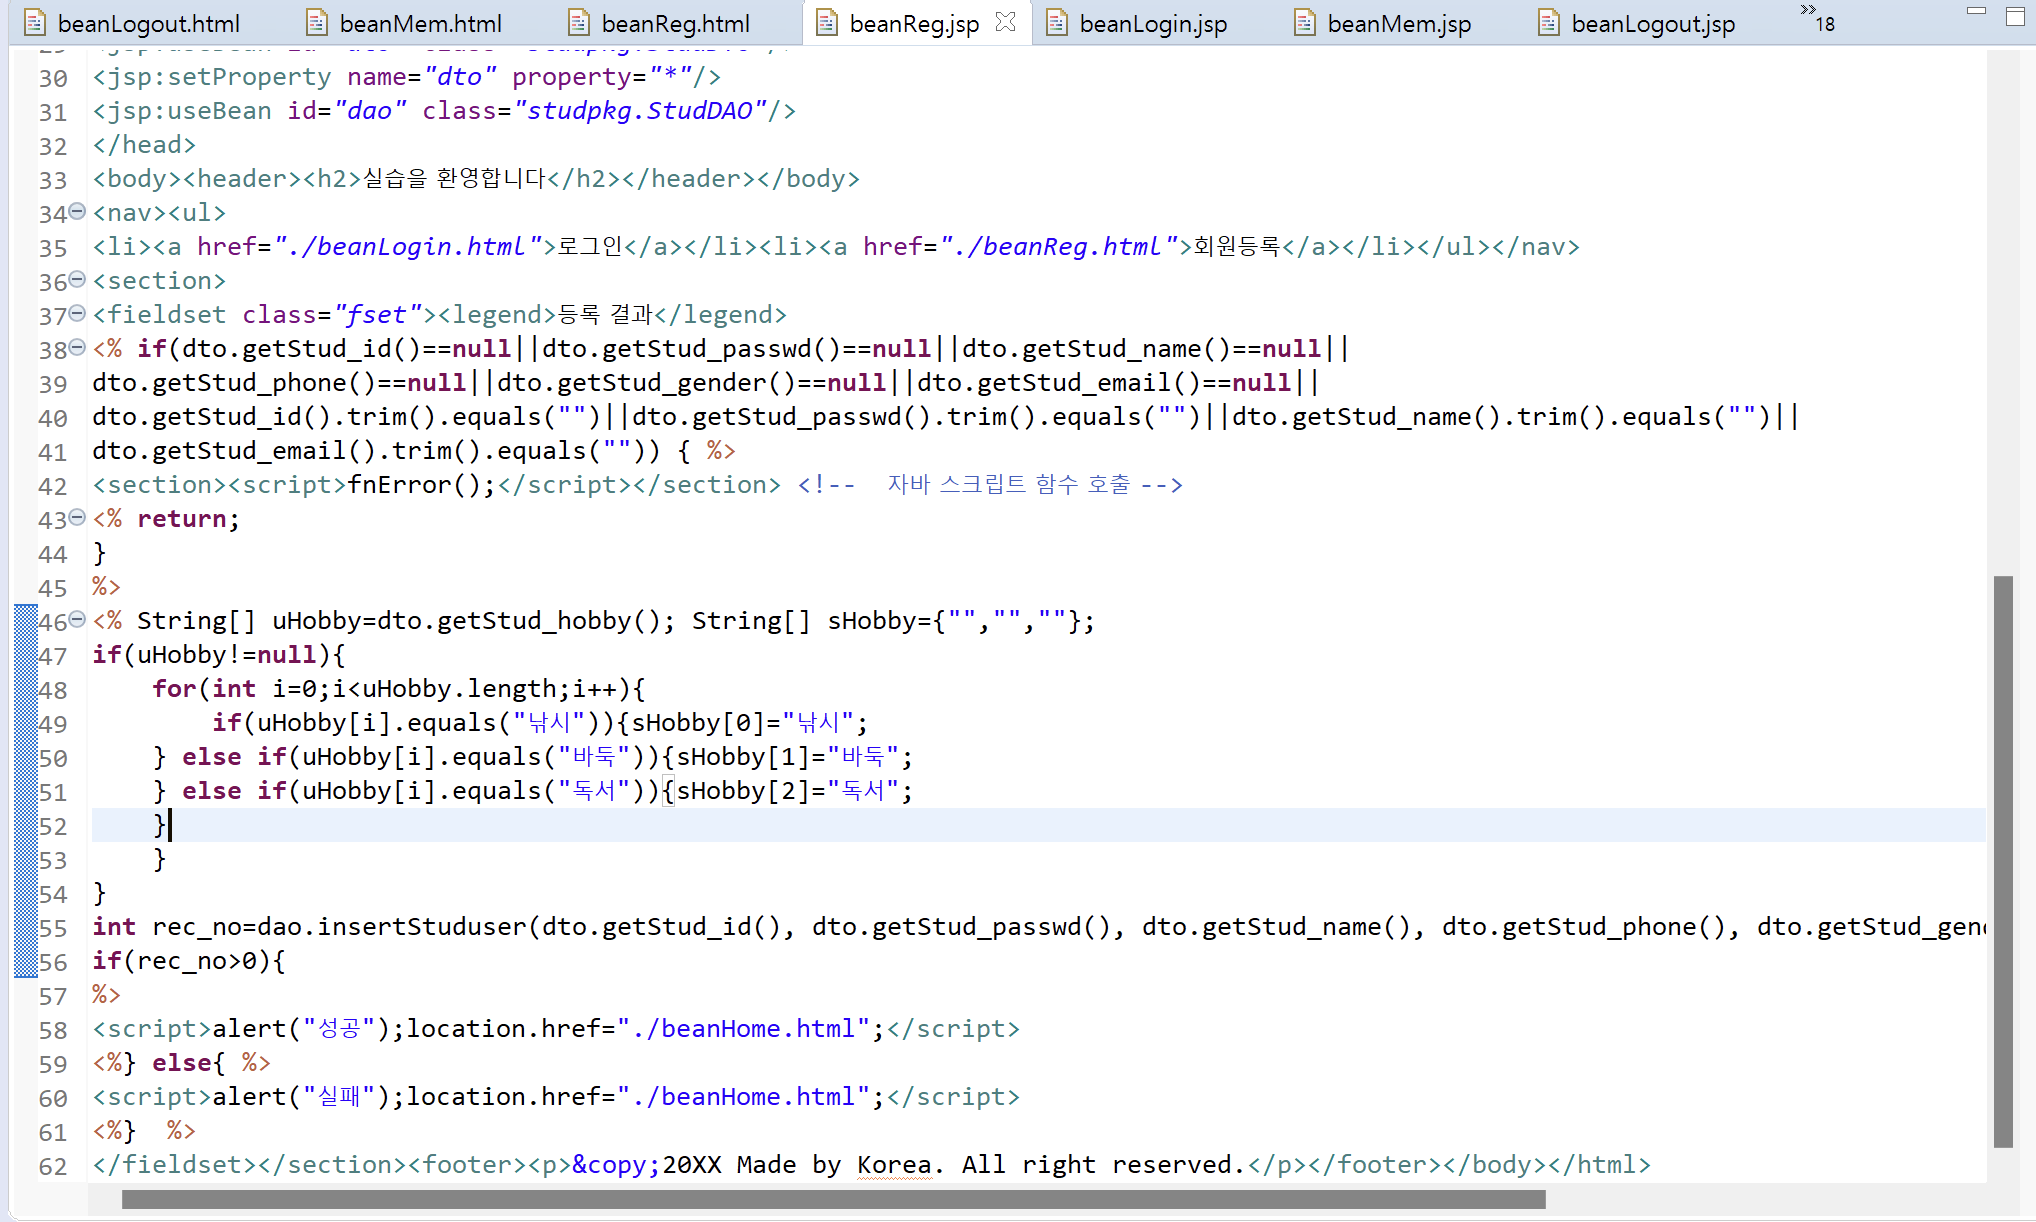 beanLogout.html beanMem.html beanReg.html beanReg.jsp beanLogin.jsp beanMem.jsp beanLogout.jsp »18
30 <jsp:setProperty name="dto" property="*"/>
31 <jsp:useBean id="dao" class="studpkg.StudDAO"/>
32 </head>
33 <body><header><h2>실습을 환영합니다</h2></header></body>
34 <nav><ul>
35 <li><a href="./beanLogin.html">로그인</a></li><li><a href="./beanReg.html">회원등록</a></li></ul></nav>
36 <section>
37 <fieldset class="fset"><legend>등록 결과</legend>
38 <% if(dto.getStud_id()==null||dto.getStud_passwd()==null||dto.getStud_name()==null||
39 dto.getStud_phone()==null||dto.getStud_gender()==null||dto.getStud_email()==null||
40 dto.getStud_id().trim().equals("")||dto.getStud_passwd().trim().equals("")||dto.getStud_name().trim().equals("")||
41 dto.getStud_email().trim().equals("")) { %>
42 <section><script>fnError();</script></section> <!--  자바 스크립트 함수 호출 -->
43 <% return;
44 }
45 %>
46 <% String[] uHobby=dto.getStud_hobby(); String[] sHobby={"","",""};
47 if(uHobby!=null){
48     for(int i=0;i<uHobby.length;i++){
49         if(uHobby[i].equals("낚시")){sHobby[0]="낚시";
50     } else if(uHobby[i].equals("바둑")){sHobby[1]="바둑";
51     } else if(uHobby[i].equals("독서")){sHobby[2]="독서";
52     }
53     }
54 }
55 int rec_no=dao.insertStuduser(dto.getStud_id(), dto.getStud_passwd(), dto.getStud_name(), dto.getStud_phone(), dto.getStud_gen
56 if(rec_no>0){
57 %>
58 <script>alert("성공");location.href="./beanHome.html";</script>
59 <%} else{ %>
60 <script>alert("실패");location.href="./beanHome.html";</script>
61 <%}  %>
62 </fieldset></section><footer><p>&copy;20XX Made by Korea. All right reserved.</p></footer></body></html>